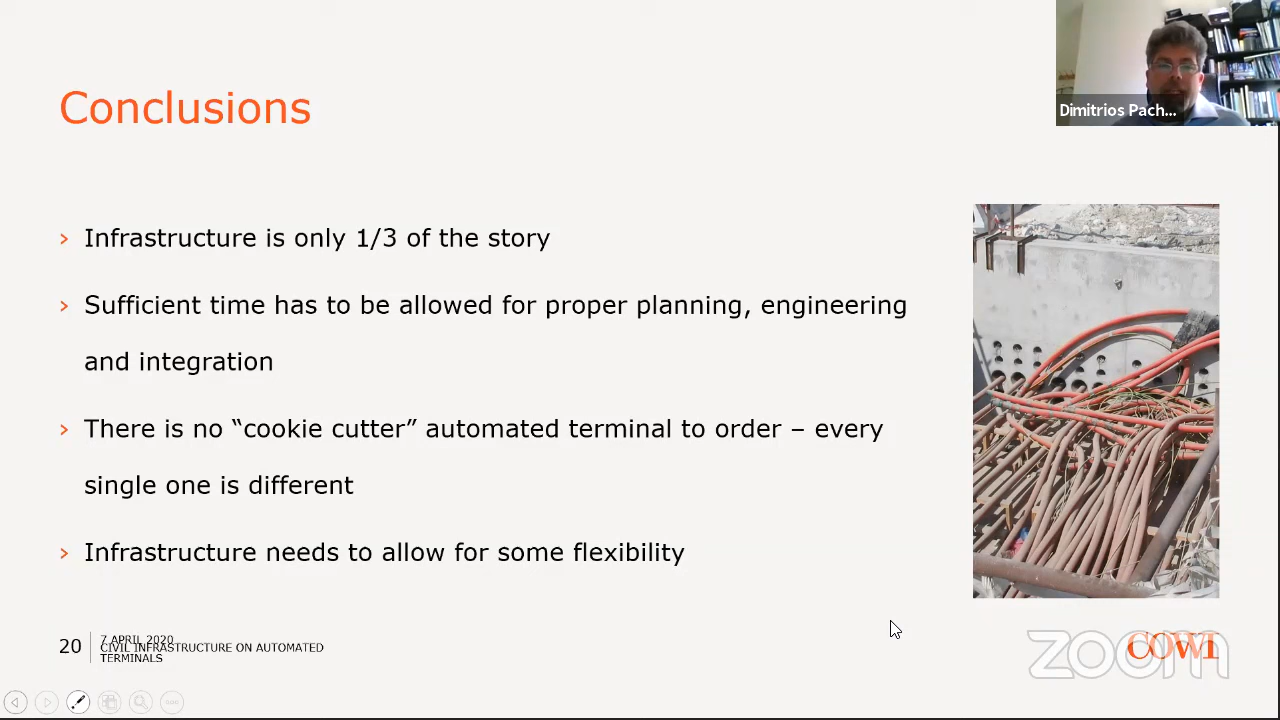 Dimitrios Pach...
Conclusions
› Infrastructure is only 1/3 of the story
› Sufficient time has to be allowed for proper planning, engineering
and integration
› There is no “cookie cutter” automated terminal to order – every
single one is different
› Infrastructure needs to allow for some flexibility
20
7 APRIL 2020
CIVIL INFRASTRUCTURE ON AUTOMATED
TERMINALS
COWI
zoom